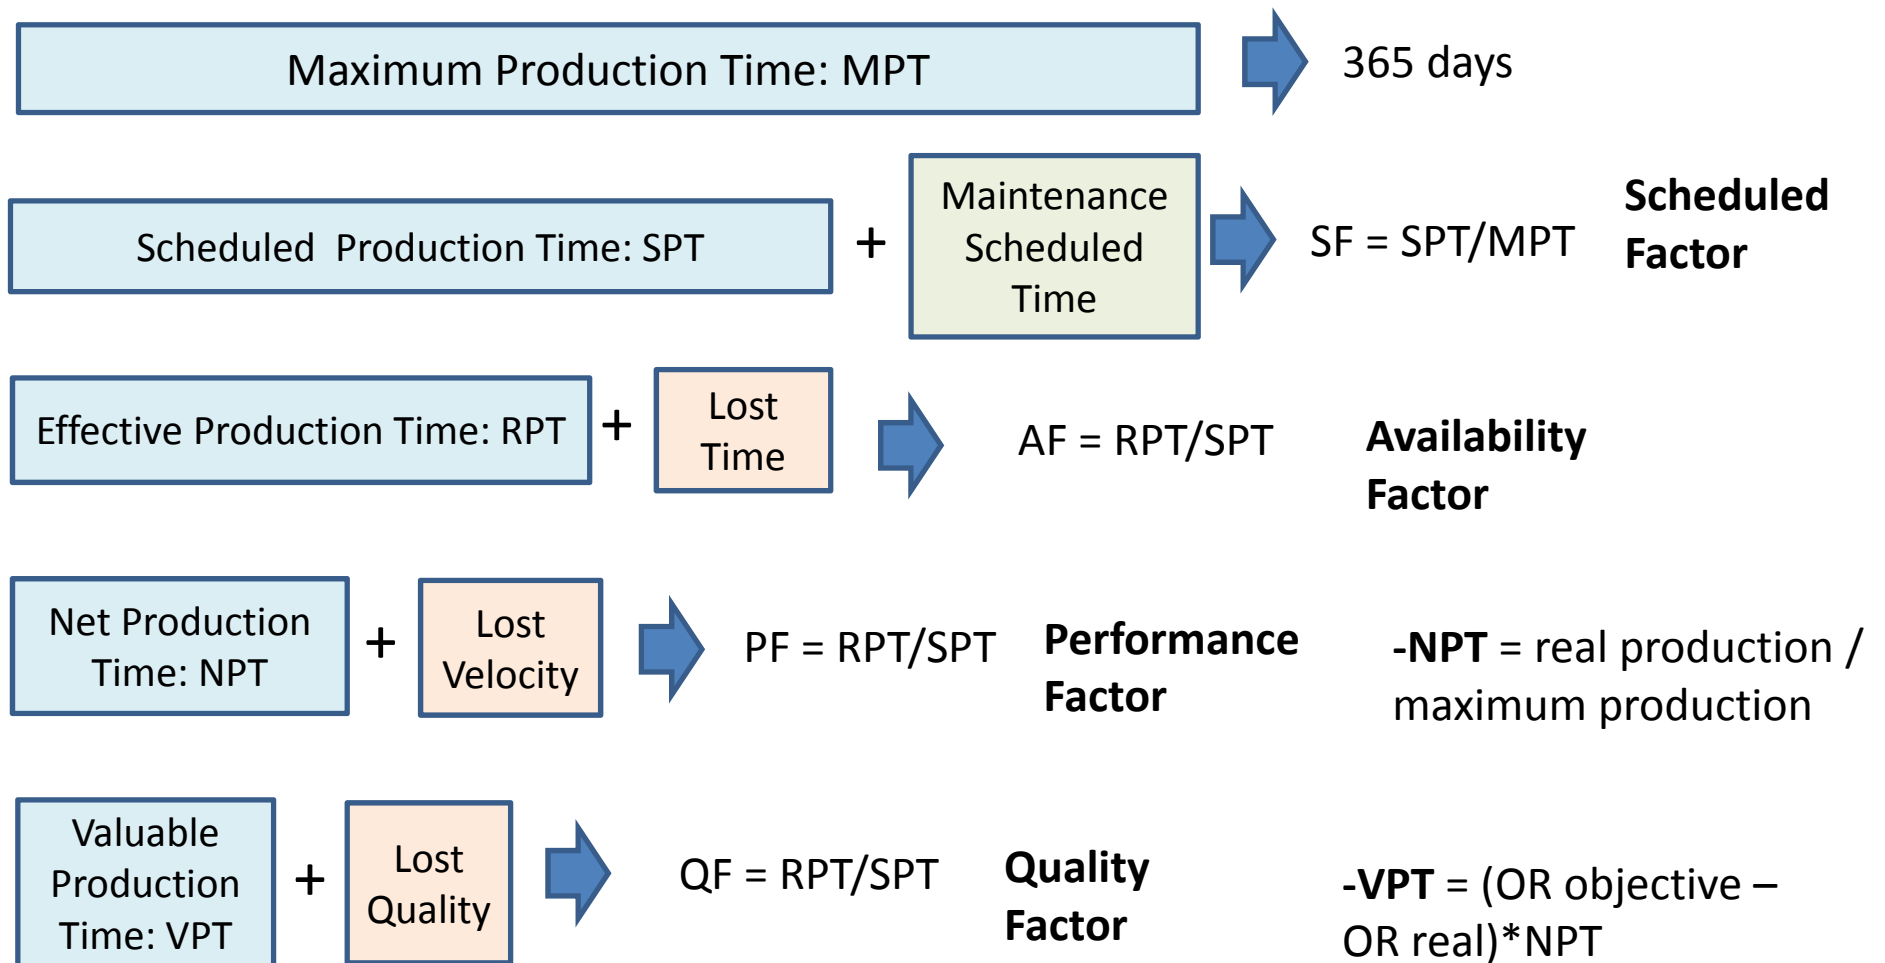 Maximum Production Time: MPT
365 days
Scheduled Production Time: SPT
+
Maintenance
Scheduled
Time
SF = SPT/MPT
Scheduled
Factor
Effective Production Time: RPT
+
Lost
Time
AF = RPT/SPT
Availability
Factor
Net Production
Time: NPT
+
Lost
Velocity
PF = RPT/SPT
Performance
Factor
-NPT = real production /
maximum production
Valuable
Production
Time: VPT
+
Lost
Quality
QF = RPT/SPT
Quality
Factor
-VPT = (OR objective –
OR real)*NPT